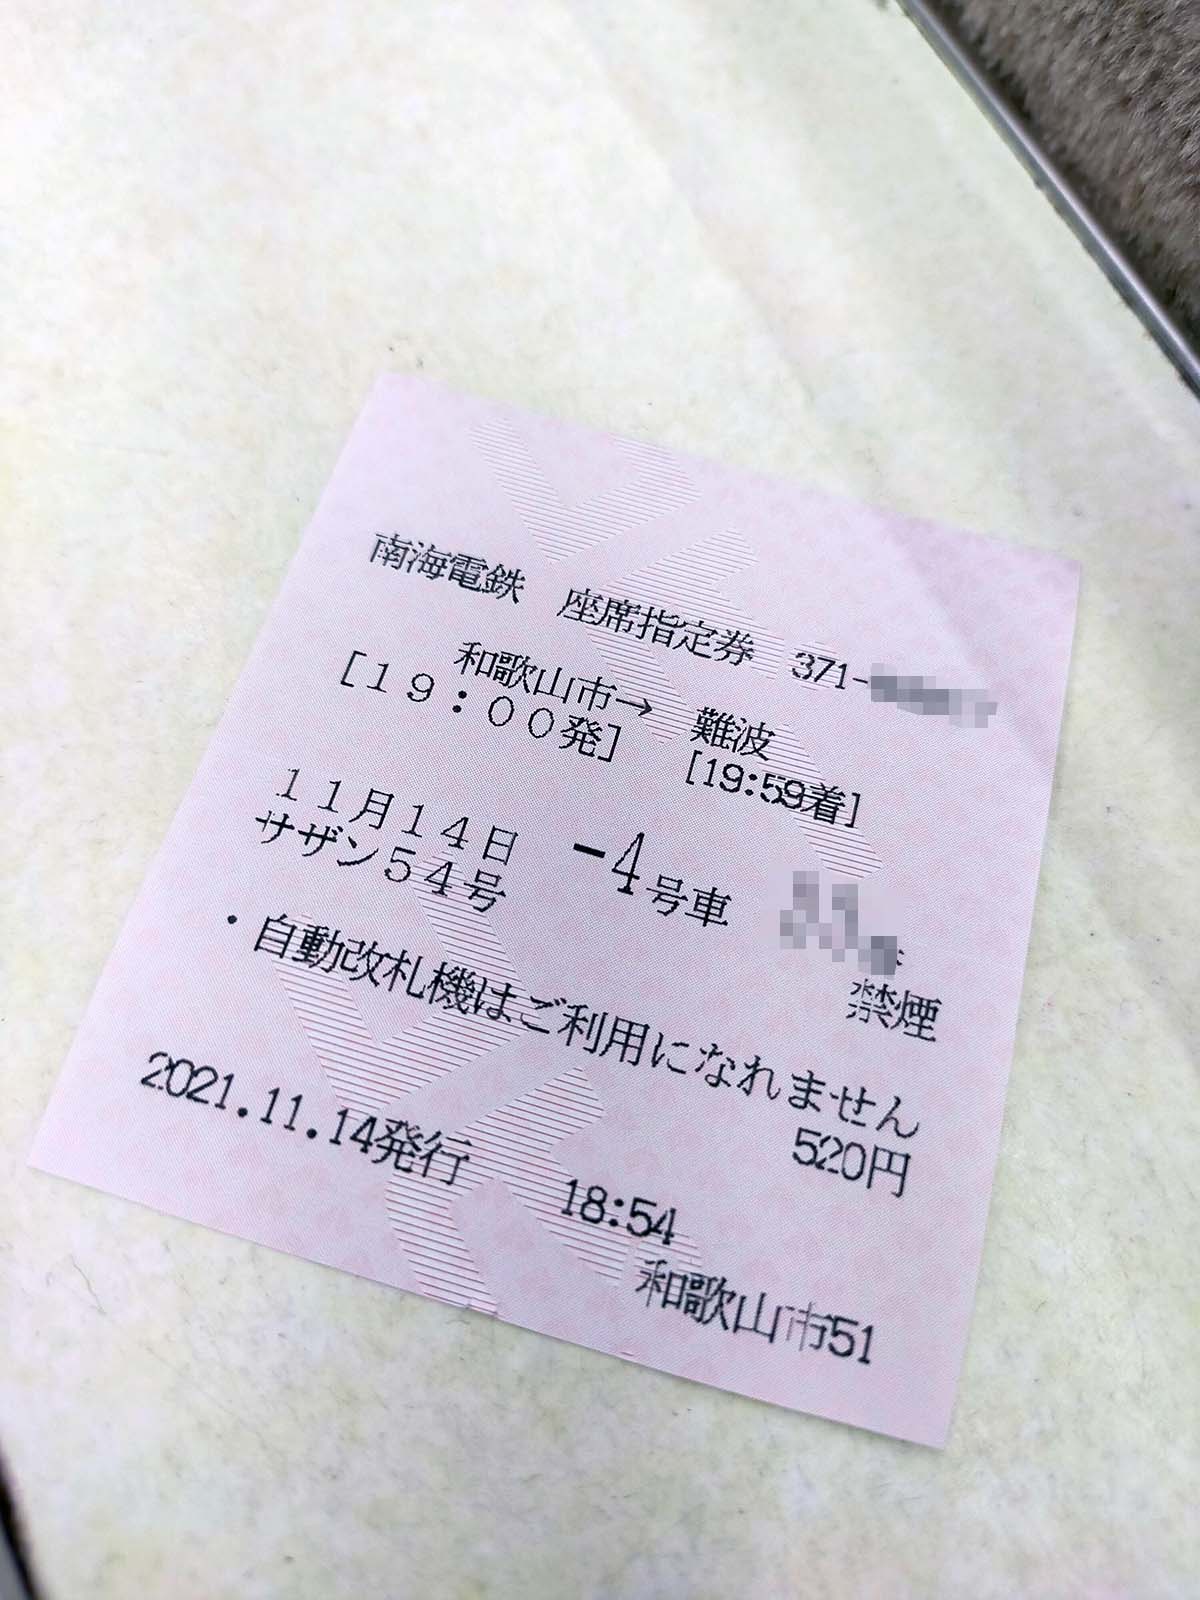 南海電鉄　座席指定券　371-
和歌山市→　難波
[１９：００発]　[19:59着]
１１月１４日　-4号車
サザン５４号
禁煙
・自動改札機はご利用になれません
520円
2021.11.14発行　18:54
和歌山市51